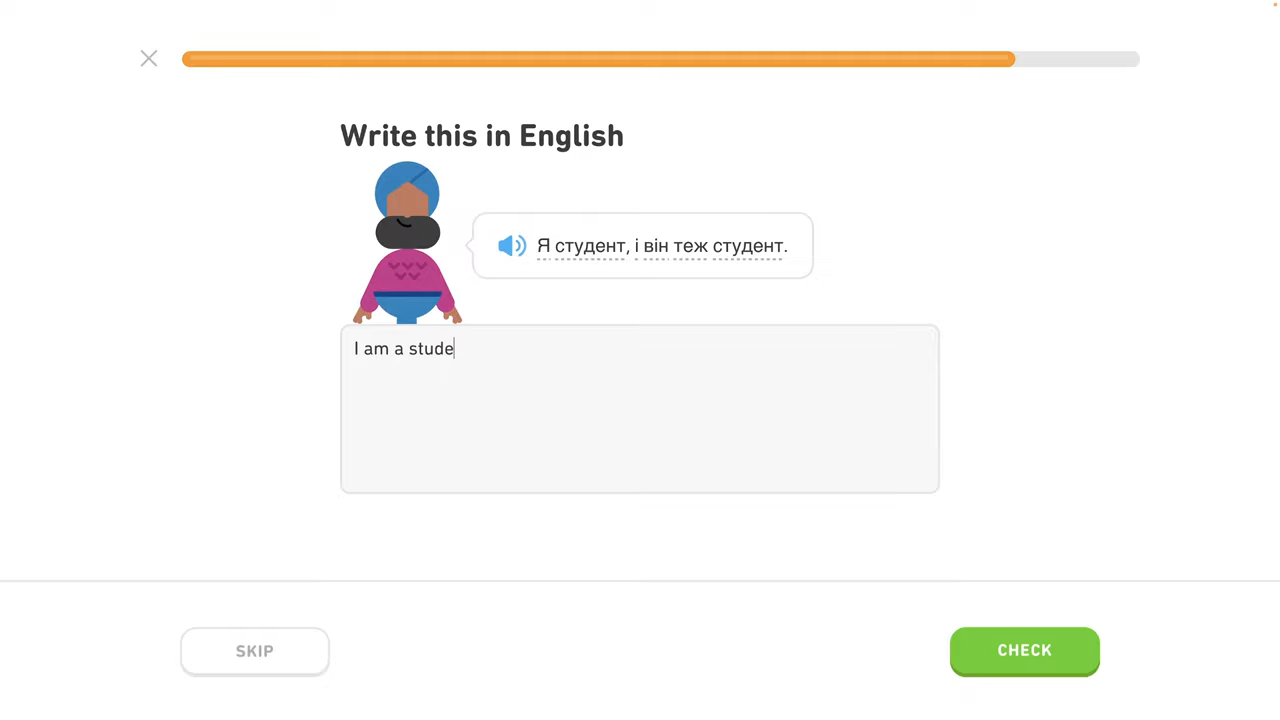 Write this in English
Я студент, і він теж студент.
I am a stude
SKIP
CHECK